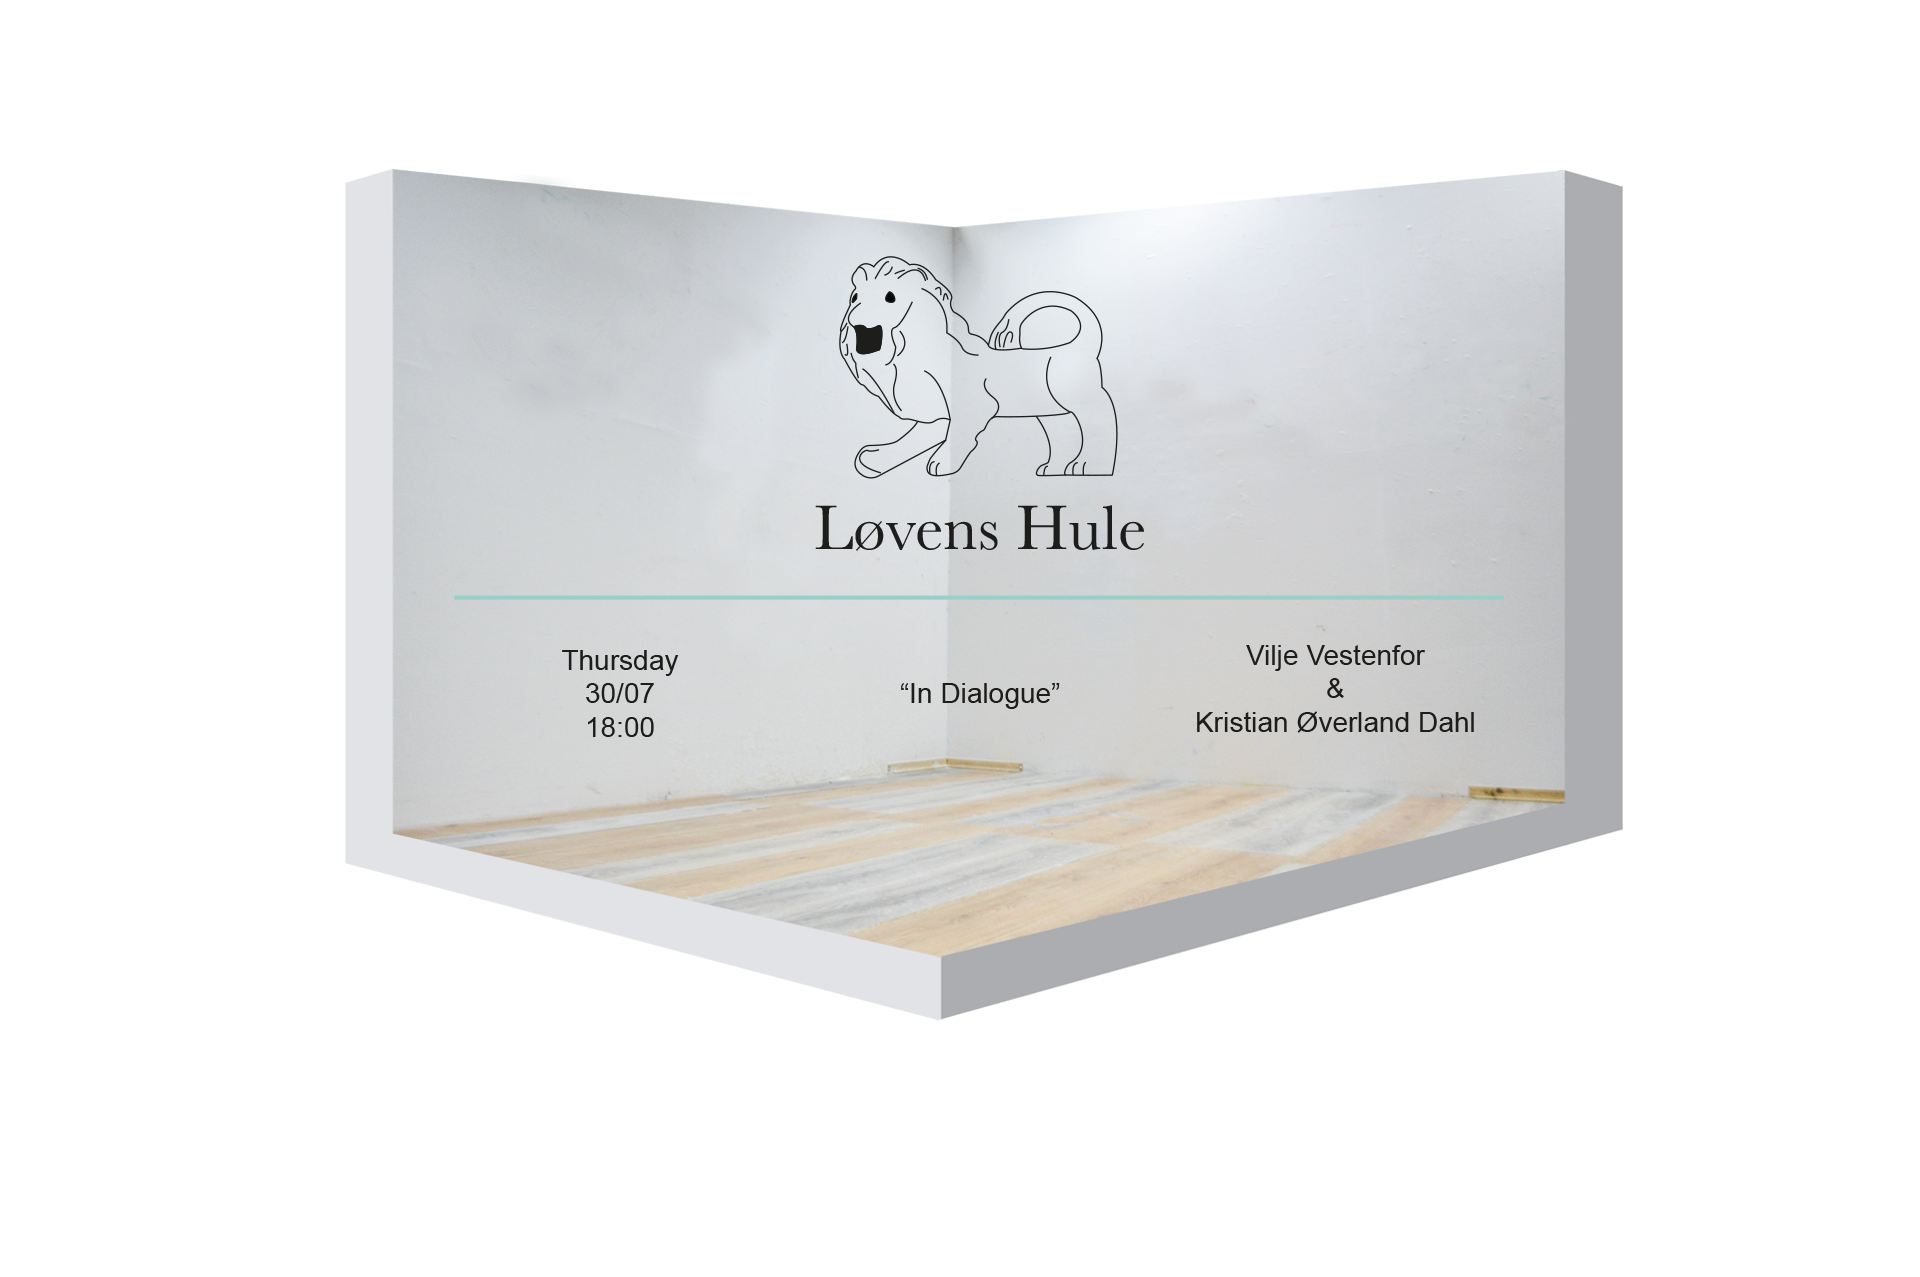 Løvens Hule
Thursday
30/07
18:00
“In Dialogue”
Vilje Vestenfor
&
Kristian Øverland Dahl